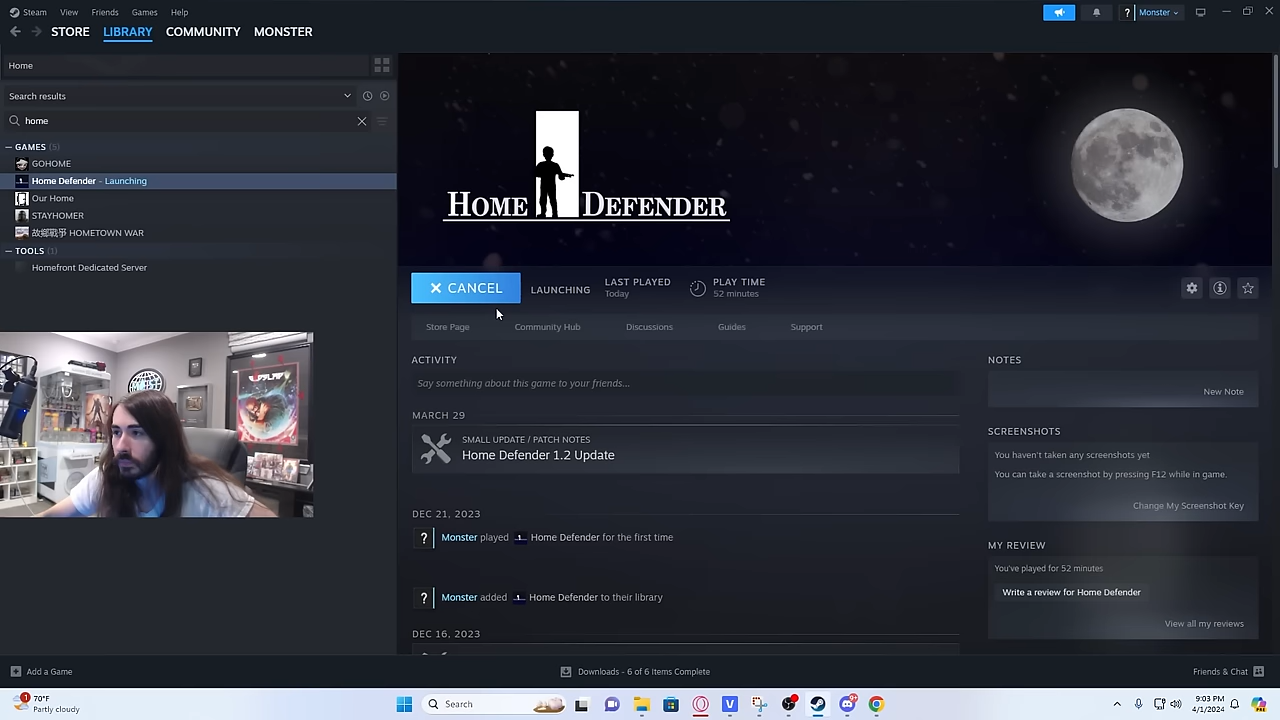 Steam View Friends Games Help
Monster
STORE LIBRARY COMMUNITY MONSTER
Home
Search results
home
GAMES (5)
GOHOME
Home Defender - Launching
Our Home
STAYHOMER
故鄉戰爭 HOMETOWN WAR
TOOLS (1)
Homefront Dedicated Server
HOME DEFENDER
CANCEL
LAUNCHING
LAST PLAYED
Today
PLAY TIME
52 minutes
Store Page Community Hub Discussions Guides Support
ACTIVITY
Say something about this game to your friends...
MARCH 29
SMALL UPDATE / PATCH NOTES
Home Defender 1.2 Update
DEC 21, 2023
Monster played Home Defender for the first time
Monster added Home Defender to their library
DEC 16, 2023
NOTES
New Note
SCREENSHOTS
You haven't taken any screenshots yet
You can take a screenshot by pressing F12 while in game.
Change My Screenshot Key
MY REVIEW
You've played for 52 minutes
Write a review for Home Defender
View all my reviews
Add a Game
Downloads - 6 of 6 Items Complete
Friends & Chat
1
70°F
Partly cloudy
Search
9:03 PM
4/1/2024